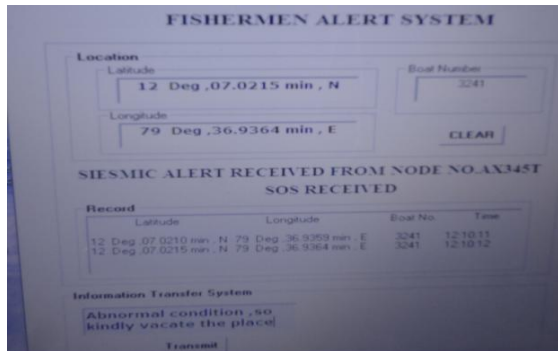 FISHERMEN ALERT SYSTEM
Location
Latitude
Boat Number
12 Deg ,07.0215 min , N
3241
Longitude
79 Deg ,36.9364 min , E
CLEAR
SIESMIC ALERT RECEIVED FROM NODE NO.AX345T
SOS RECEIVED
Record
Latitude Longitude Boat No. Time
12 Deg ,07.0210 min , N 79 Deg ,36.9359 min , E 3241 12:10:11
12 Deg ,07.0215 min , N 79 Deg ,36.9364 min , E 3241 12:10:12
Information Transfer System
Abnormal condition ,so
kindly vacate the place
Transmit